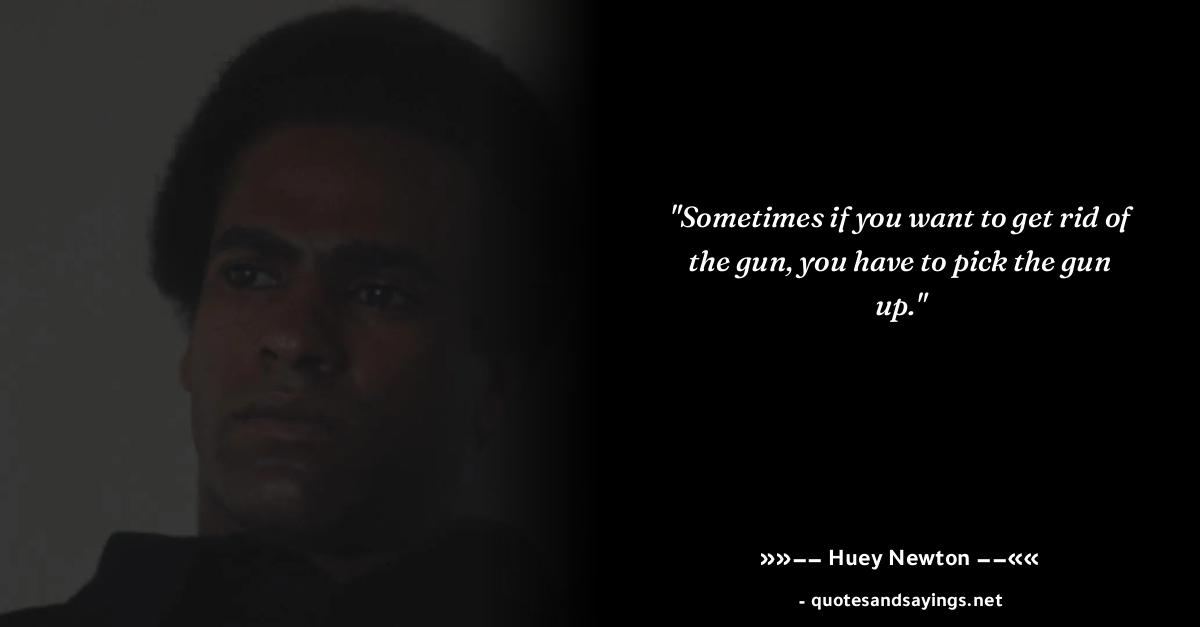 "Sometimes if you want to get rid of
the gun, you have to pick the gun
up."
»»−− Huey Newton −−««
- quotesandsayings.net